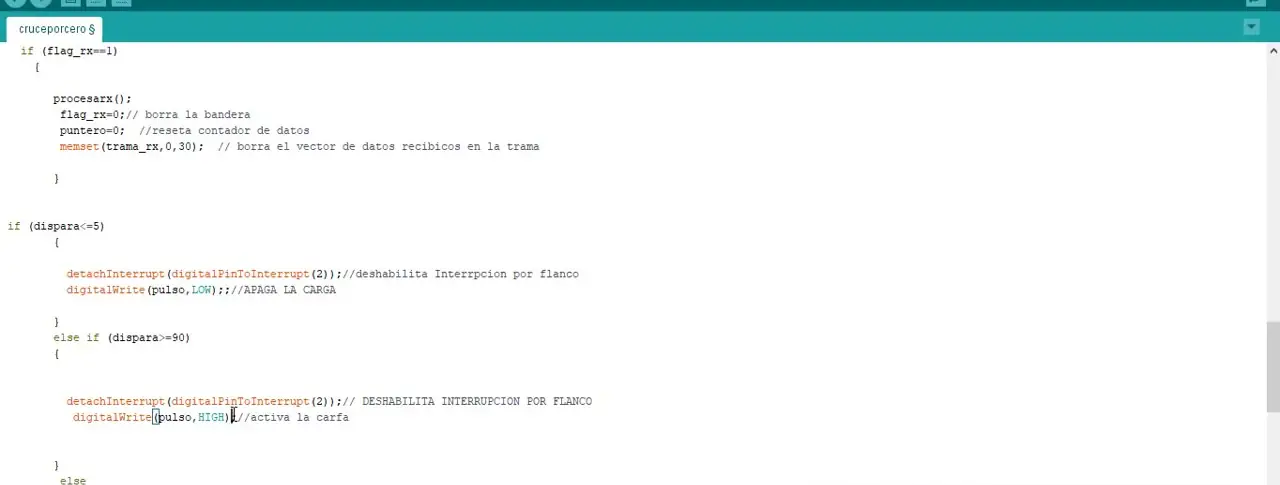 cruceporcero §
if (flag_rx==1)
{
procesarx();
flag_rx=0;// borra la bandera
puntero=0;  //reseta contador de datos
memset(trama_rx,0,30);  // borra el vector de datos recibicos en la trama
}
if (dispara<=5)
{
detachInterrupt(digitalPinToInterrupt(2));//deshabilita Interrpcion por flanco
digitalWrite(pulso,LOW);;//APAGA LA CARGA
}
else if (dispara>=90)
{
detachInterrupt(digitalPinToInterrupt(2));// DESHABILITA INTERRUPCION POR FLANCO
digitalWrite(pulso,HIGH);//activa la carfa
}
else